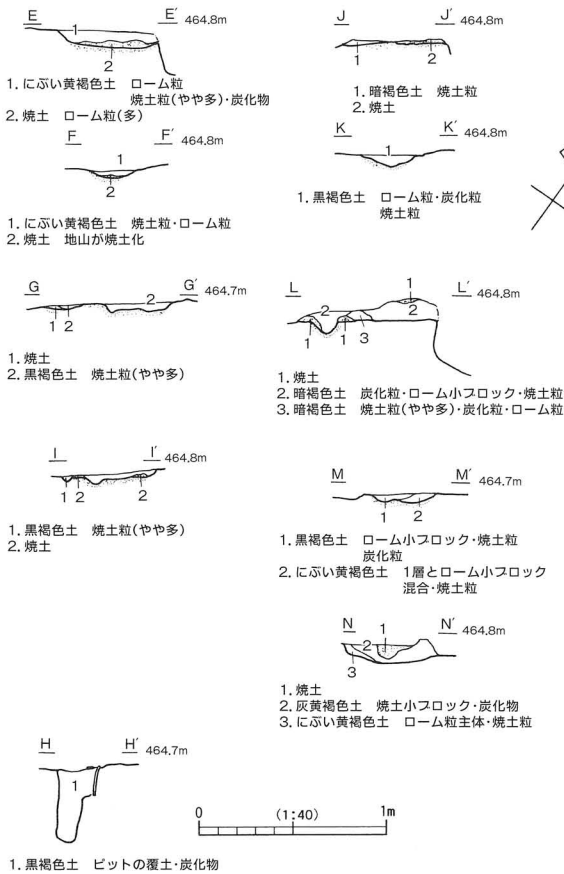 E E′ 464.8m
1
2
1. にぶい黄褐色土 ローム粒
焼土粒(やや多)・炭化物
2. 焼土 ローム粒(多)
F F′ 464.8m
1
2
1. にぶい黄褐色土 焼土粒・ローム粒
2. 焼土 地山が焼土化
G G′ 464.7m
2
1 2
1. 焼土
2. 黒褐色土 焼土粒(やや多)
I I′ 464.8m
1 2 2
1. 黒褐色土 焼土粒(やや多)
2. 焼土
H H′ 464.7m
1
1. 黒褐色土 ピットの覆土・炭化物
J J′ 464.8m
1 2
1. 暗褐色土 焼土粒
2. 焼土
K K′ 464.8m
1
1. 黒褐色土 ローム粒・炭化粒
焼土粒
L L′ 464.8m
1
2 2
1 1 3
1. 焼土
2. 暗褐色土 炭化粒・ローム小ブロック・焼土粒
3. 暗褐色土 焼土粒(やや多)・炭化粒・ローム粒
M M′ 464.7m
1 2
1. 黒褐色土 ローム小ブロック・焼土粒
炭化粒
2. にぶい黄褐色土 1層とローム小ブロック
混合・焼土粒
N N′ 464.8m
1
2
3
1. 焼土
2. 灰黄褐色土 焼土小ブロック・炭化物
3. にぶい黄褐色土 ローム粒主体・焼土粒
0 (1:40) 1m